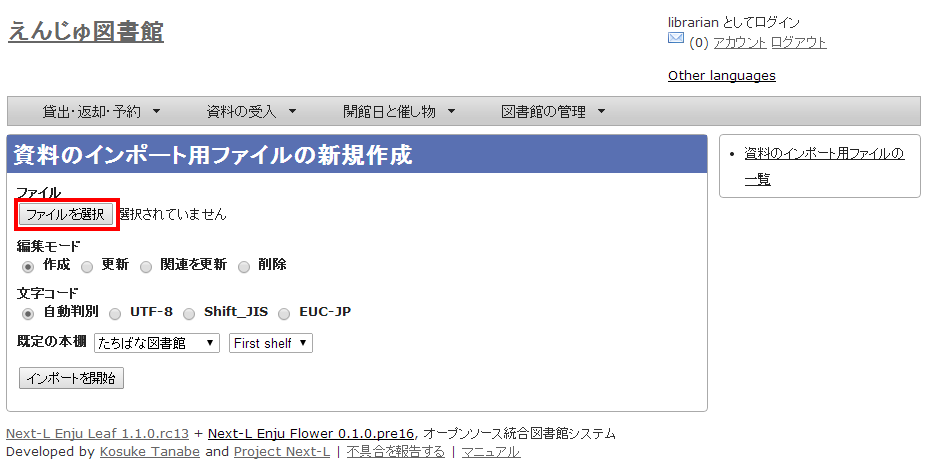 えんじゅ図書館
librarian としてログイン
(0) アカウント ログアウト
Other languages
貸出・返却・予約 ▼ 資料の受入 ▼ 開館日と催し物 ▼ 図書館の管理 ▼
資料のインポート用ファイルの新規作成
ファイル
ファイルを選択 選択されていません
編集モード
作成 更新 関連を更新 削除
文字コード
自動判別 UTF-8 Shift_JIS EUC-JP
既定の本棚 たちばな図書館 ▼ First shelf ▼
インポートを開始
• 資料のインポート用ファイルの
一覧
Next-L Enju Leaf 1.1.0.rc13 + Next-L Enju Flower 0.1.0.pre16, オープンソース統合図書館システム
Developed by Kosuke Tanabe and Project Next-L | 不具合を報告する | マニュアル